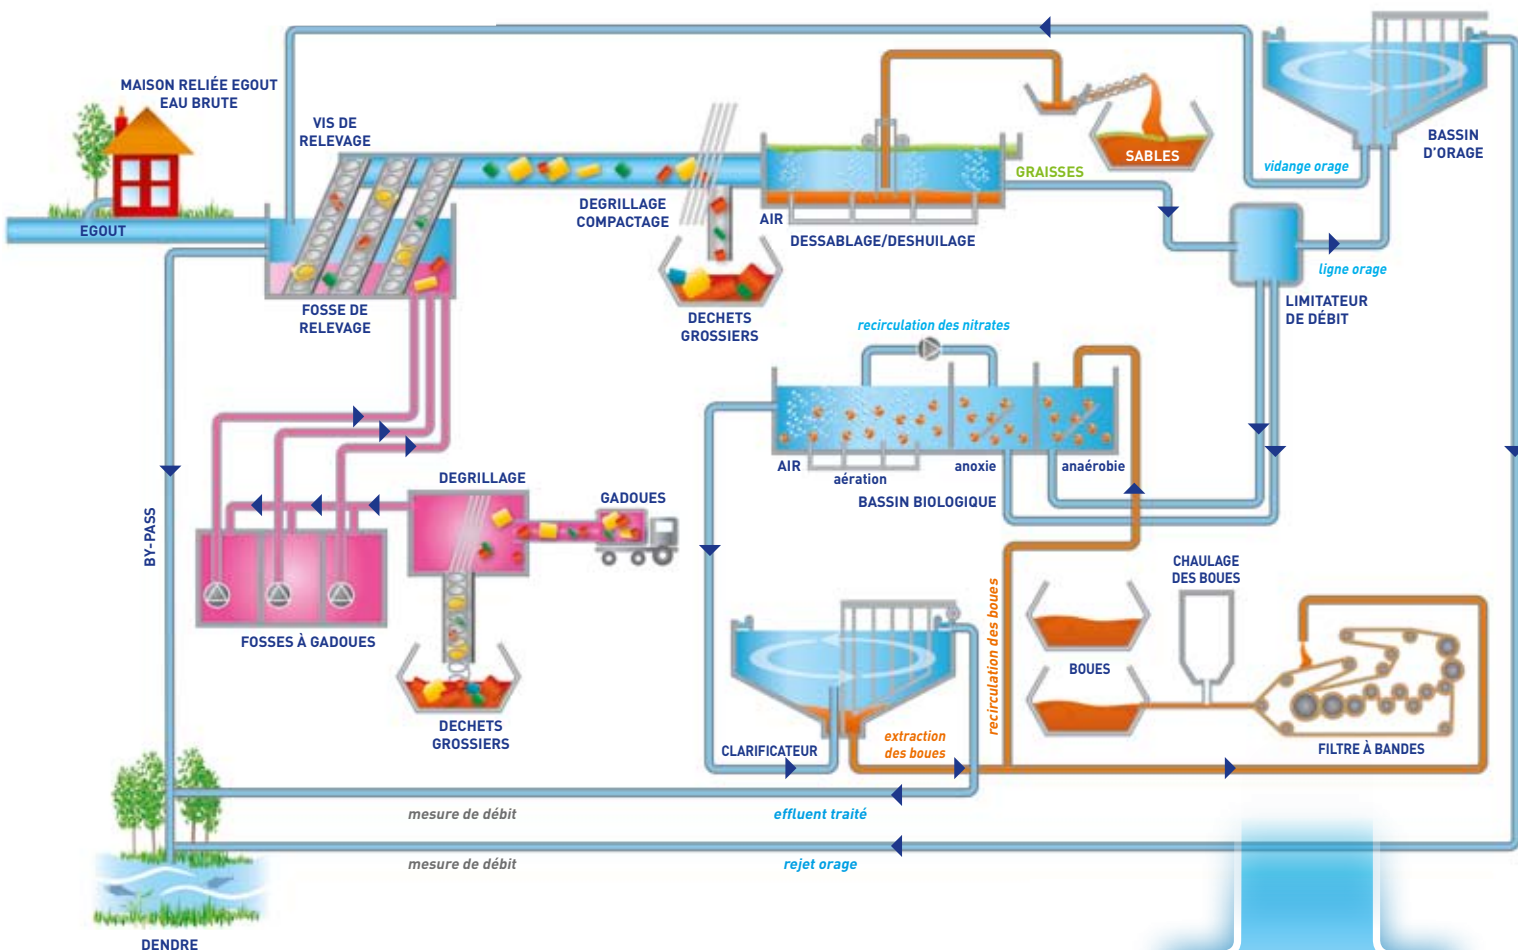 MAISON RELIÉE EGOUT
EAU BRUTE
VIS DE
RELEVAGE
EGOUT
FOSSE DE
RELEVAGE
DEGRILLAGE
COMPACTAGE
DECHETS
GROSSIERS
AIR
DESSABLAGE/DESHUILAGE
GRAISSES
SABLES
vidange orage
BASSIN
D'ORAGE
ligne orage
LIMITATEUR
DE DÉBIT
recirculation des nitrates
AIR
aération
anoxie
anaérobie
BASSIN BIOLOGIQUE
BY-PASS
DEGRILLAGE
GADOUES
FOSSES À GADOUES
DECHETS
GROSSIERS
CLARIFICATEUR
extraction
des boues
recirculation des boues
CHAULAGE
DES BOUES
BOUES
FILTRE À BANDES
mesure de débit
effluent traité
mesure de débit
rejet orage
DENDRE